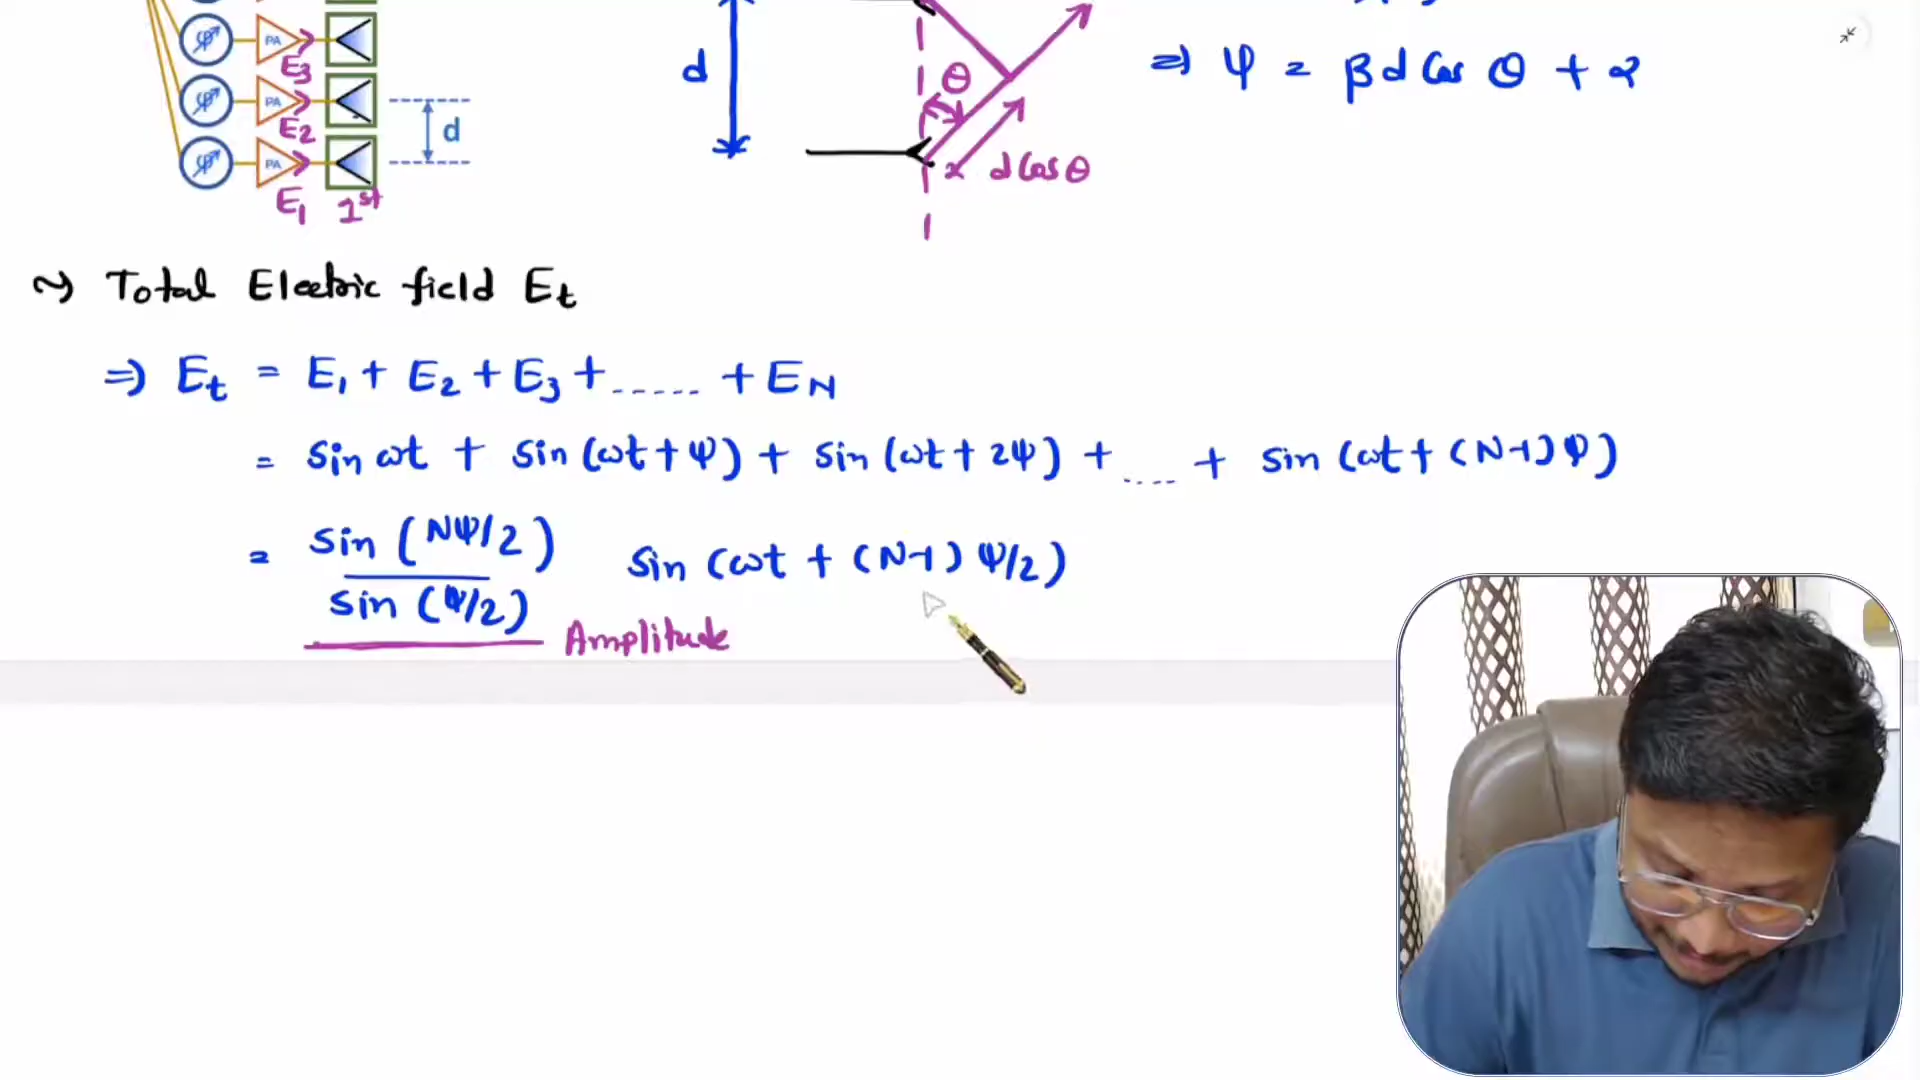 φ PA E3
φ PA E2 d
φ PA E1 1st
d θ d Cos θ
=> ψ = βd Cos θ + α
~> Total Electric field Et
=> Et = E1 + E2 + E3 + ..... + EN
= Sin ωt + Sin (ωt + ψ) + Sin (ωt + 2ψ) + .... + Sin (ωt + (N-1) ψ)
= Sin (Nψ/2) Sin (ωt + (N-1) ψ/2)
Sin (ψ/2)
Amplitude